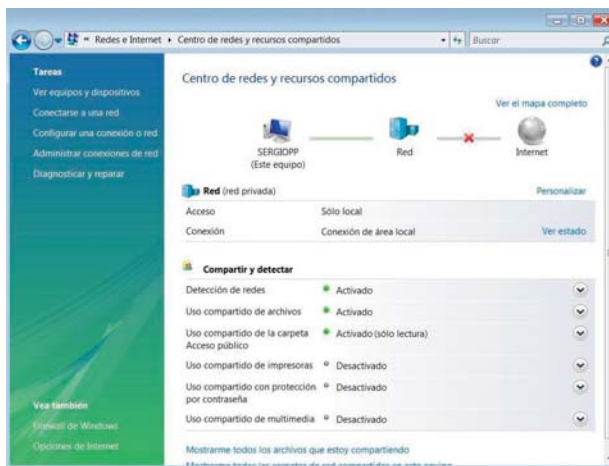 Redes e Internet ▸ Centro de redes y recursos compartidos
Buscar
Tareas
Ver equipos y dispositivos
Conectarse a una red
Configurar una conexión o red
Administrar conexiones de red
Diagnosticar y reparar
Centro de redes y recursos compartidos
Ver el mapa completo
SERGIOPP
(Este equipo)
Red
Internet
Red (red privada)
Personalizar
Acceso
Sólo local
Conexión
Conexión de área local
Ver estado
Compartir y detectar
Detección de redes
Activado
Uso compartido de archivos
Activado
Uso compartido de la carpeta
Acceso público
Activado (sólo lectura)
Uso compartido de impresoras
Desactivado
Uso compartido con protección
por contraseña
Desactivado
Uso compartido de multimedia
Desactivado
Vea también
Firewall de Windows
Opciones de Internet
Mostrarme todos los archivos que estoy compartiendo